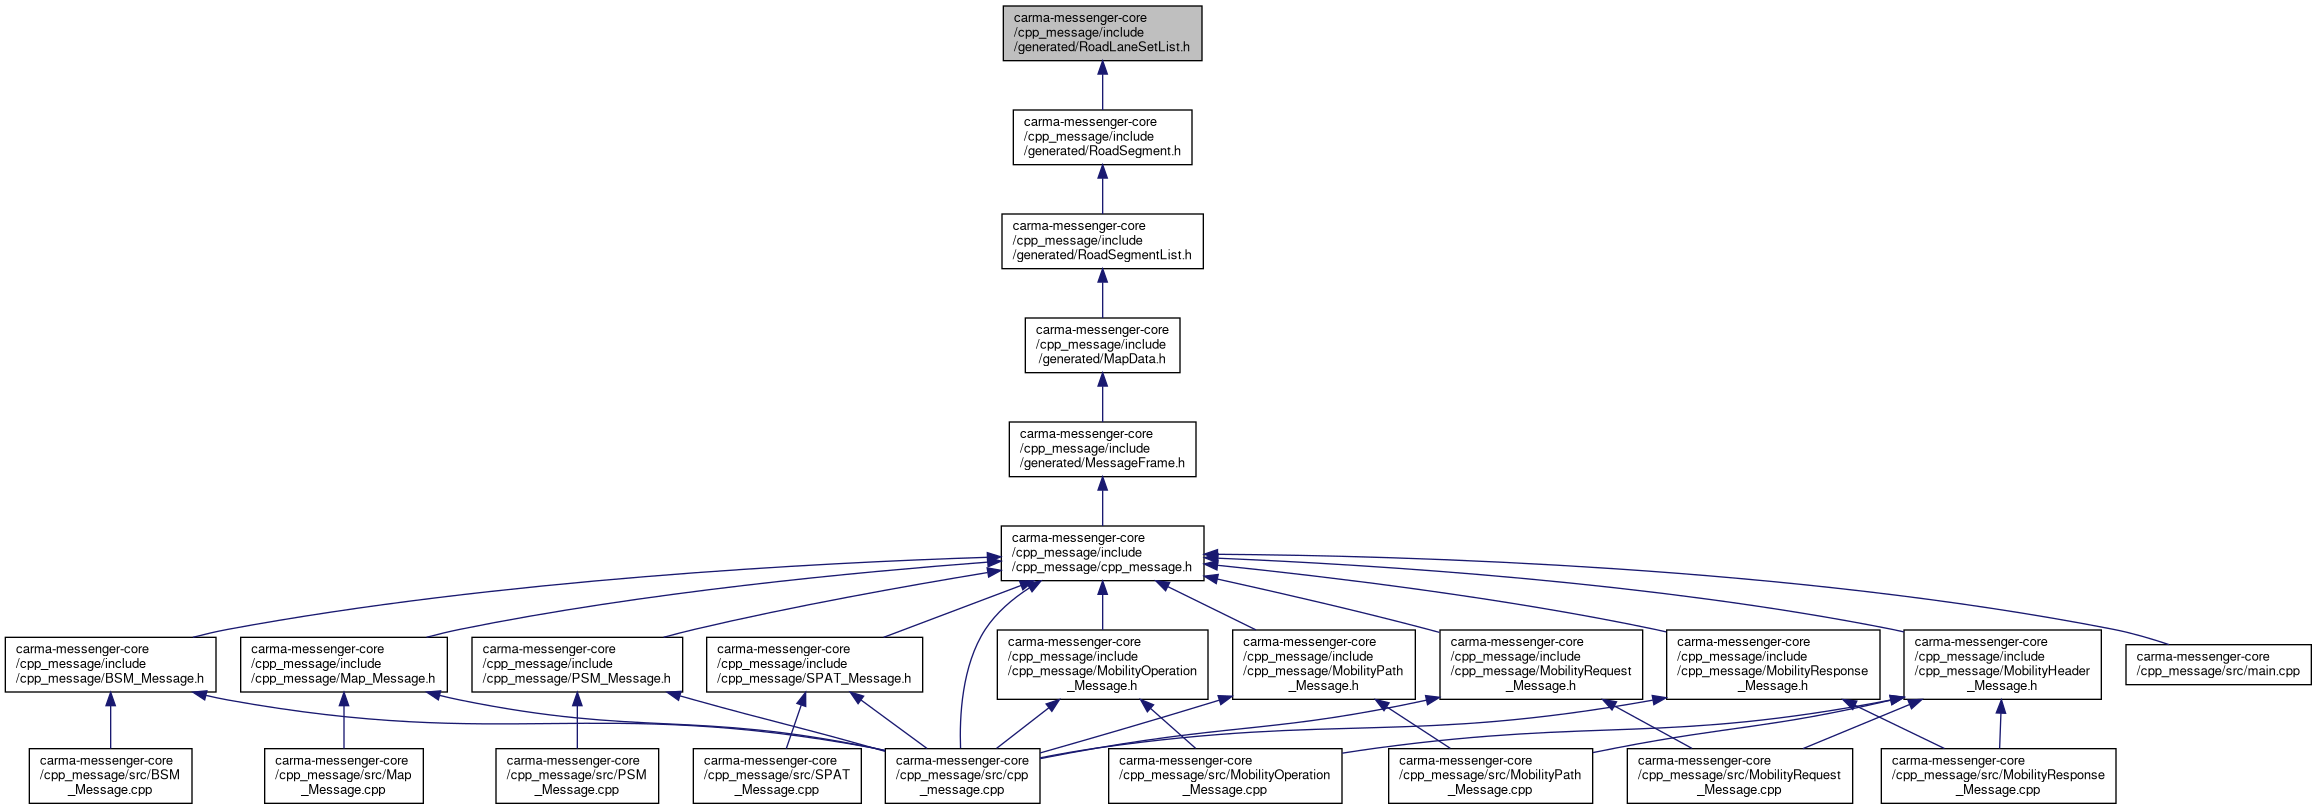 carma-messenger-core
/cpp_message/include
/generated/RoadLaneSetList.h
carma-messenger-core
/cpp_message/include
/generated/RoadSegment.h
carma-messenger-core
/cpp_message/include
/generated/RoadSegmentList.h
carma-messenger-core
/cpp_message/include
/generated/MapData.h
carma-messenger-core
/cpp_message/include
/generated/MessageFrame.h
carma-messenger-core
/cpp_message/include
/cpp_message/cpp_message.h
carma-messenger-core
/cpp_message/include
/cpp_message/BSM_Message.h
carma-messenger-core
/cpp_message/include
/cpp_message/Map_Message.h
carma-messenger-core
/cpp_message/include
/cpp_message/PSM_Message.h
carma-messenger-core
/cpp_message/include
/cpp_message/SPAT_Message.h
carma-messenger-core
/cpp_message/include
/cpp_message/MobilityOperation
_Message.h
carma-messenger-core
/cpp_message/include
/cpp_message/MobilityPath
_Message.h
carma-messenger-core
/cpp_message/include
/cpp_message/MobilityRequest
_Message.h
carma-messenger-core
/cpp_message/include
/cpp_message/MobilityResponse
_Message.h
carma-messenger-core
/cpp_message/include
/cpp_message/MobilityHeader
_Message.h
carma-messenger-core
/cpp_message/src/main.cpp
carma-messenger-core
/cpp_message/src/BSM
_Message.cpp
carma-messenger-core
/cpp_message/src/Map
_Message.cpp
carma-messenger-core
/cpp_message/src/PSM
_Message.cpp
carma-messenger-core
/cpp_message/src/SPAT
_Message.cpp
carma-messenger-core
/cpp_message/src/cpp
_message.cpp
carma-messenger-core
/cpp_message/src/MobilityOperation
_Message.cpp
carma-messenger-core
/cpp_message/src/MobilityPath
_Message.cpp
carma-messenger-core
/cpp_message/src/MobilityRequest
_Message.cpp
carma-messenger-core
/cpp_message/src/MobilityResponse
_Message.cpp